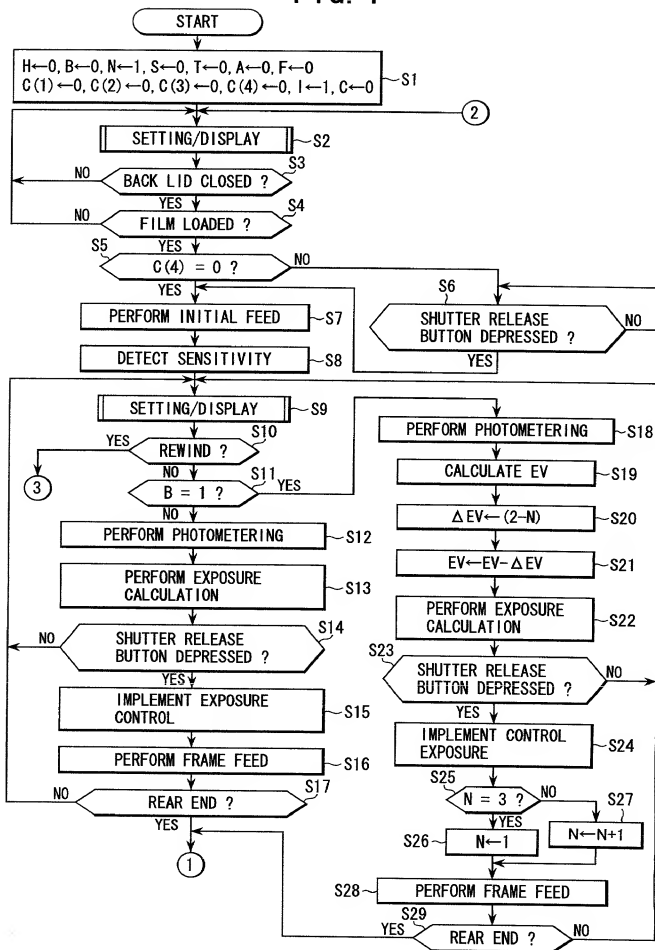 START
H←0, B←0, N←1, S←0, T←0, A←0, F←0
C(1)←0, C(2)←0, C(3)←0, C(4)←0, I←1, C←0
S1
2
SETTING/DISPLAY
S2
S3
NO
BACK LID CLOSED ?
YES
S4
NO
FILM LOADED ?
YES
S5
C(4) = 0 ?
NO
YES
S6
SHUTTER RELEASE
BUTTON DEPRESSED ?
NO
YES
PERFORM INITIAL FEED
S7
DETECT SENSITIVITY
S8
SETTING/DISPLAY
S9
YES
S10
REWIND ?
NO
3
S11
B = 1 ?
YES
NO
PERFORM PHOTOMETERING
S12
PERFORM EXPOSURE
CALCULATION
S13
S14
NO
SHUTTER RELEASE
BUTTON DEPRESSED ?
YES
IMPLEMENT EXPOSURE
CONTROL
S15
PERFORM FRAME FEED
S16
S17
NO
REAR END ?
YES
1
PERFORM PHOTOMETERING
S18
CALCULATE EV
S19
ΔEV←(2-N)
S20
EV←EV-ΔEV
S21
PERFORM EXPOSURE
CALCULATION
S22
S23
SHUTTER RELEASE
BUTTON DEPRESSED ?
NO
YES
IMPLEMENT CONTROL
EXPOSURE
S24
S25
N = 3 ?
NO
YES
S27
S26
N←1
N←N+1
S28
PERFORM FRAME FEED
S29
YES
REAR END ?
NO